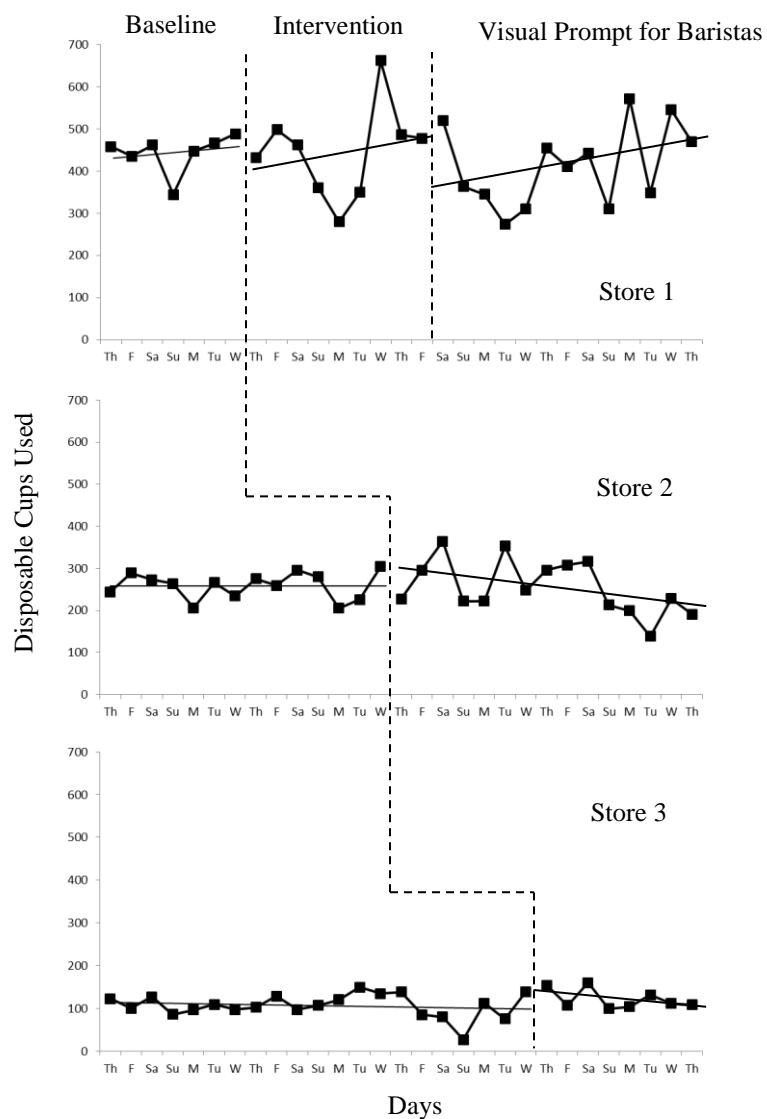 Baseline Intervention Visual Prompt for Baristas
700
600
500
400
300
200
100
0
Store 1
Th F Sa Su M Tu W Th F Sa Su M Tu W Th F Sa Su M Tu W Th F Sa Su M Tu W Th
Disposable Cups Used
700
600
500
400
300
200
100
0
Store 2
Th F Sa Su M Tu W Th F Sa Su M Tu W Th F Sa Su M Tu W Th F Sa Su M Tu W Th
700
600
500
400
300
200
100
0
Store 3
Th F Sa Su M Tu W Th F Sa Su M Tu W Th F Sa Su M Tu W Th F Sa Su M Tu W Th
Days